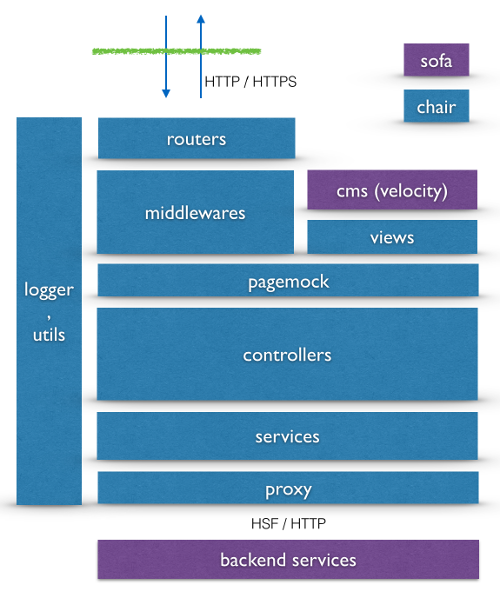 sofa
HTTP / HTTPS
chair
routers
middlewares
cms (velocity)
views
logger
,
utils
pagemock
controllers
services
proxy
HSF / HTTP
backend services